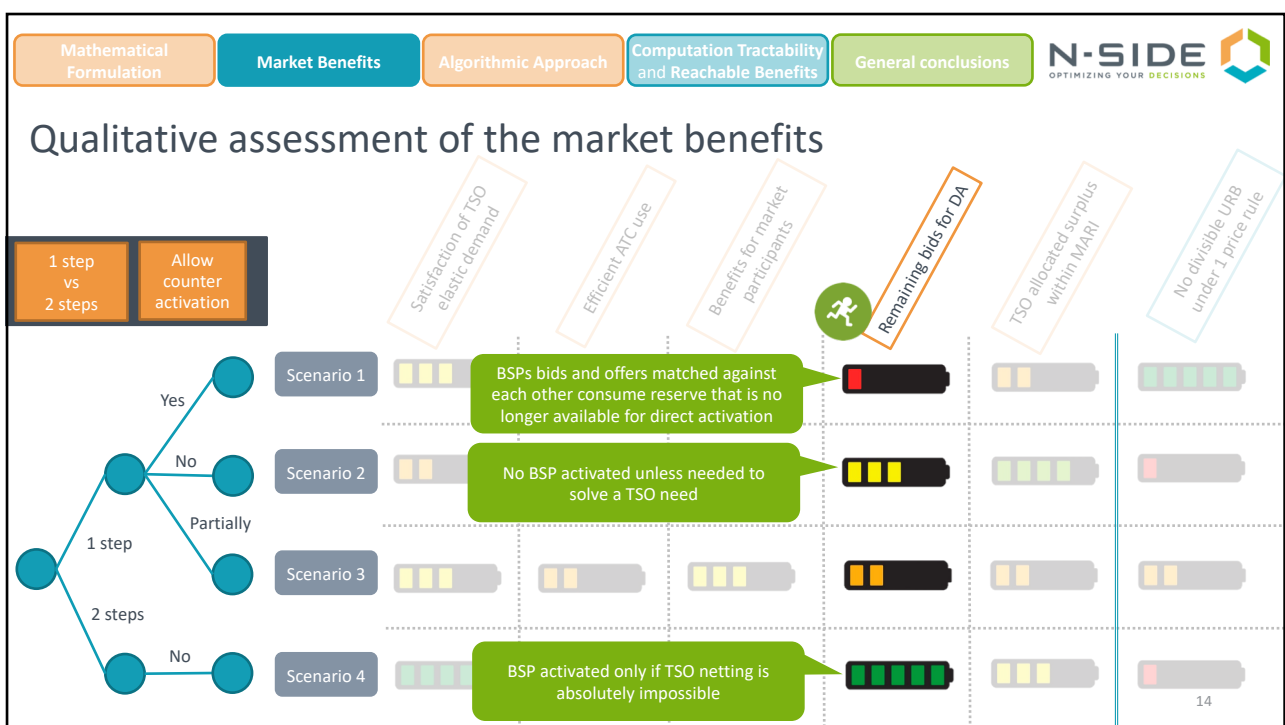 Mathematical
Formulation
Market Benefits
Algorithmic Approach
Computation Tractability
and Reachable Benefits
General conclusions
N-SIDE
OPTIMIZING YOUR DECISIONS
Qualitative assessment of the market benefits
1 step
vs
2 steps
Allow
counter
activation
Satisfaction of TSO
elastic demand
Efficient ATC use
Benefits for market
participants
Remaining bids for DA
TSO allocated surplus
within MARI
No divisible URB
under 1 price rule
Yes
No
Partially
1 step
2 steps
No
Scenario 1
BSPs bids and offers matched against
each other consume reserve that is no
longer available for direct activation
Scenario 2
No BSP activated unless needed to
solve a TSO need
Scenario 3
Scenario 4
BSP activated only if TSO netting is
absolutely impossible
14